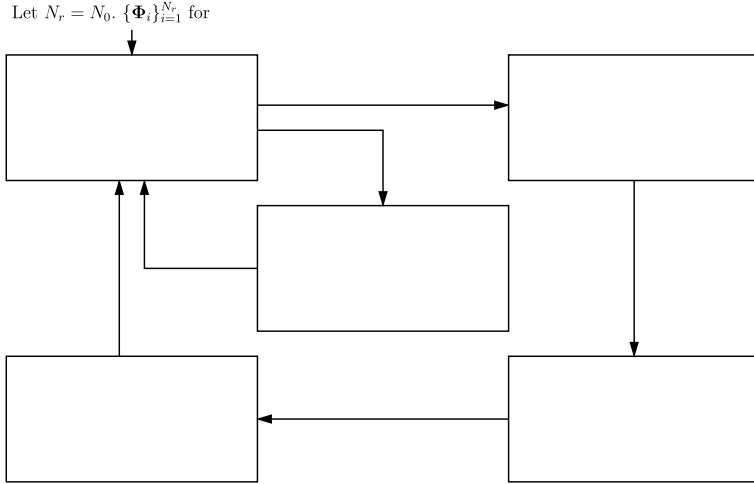 Let $N_r = N_0$. $\{\mathbf{\Phi}_i\}_{i=1}^{N_r}$ for